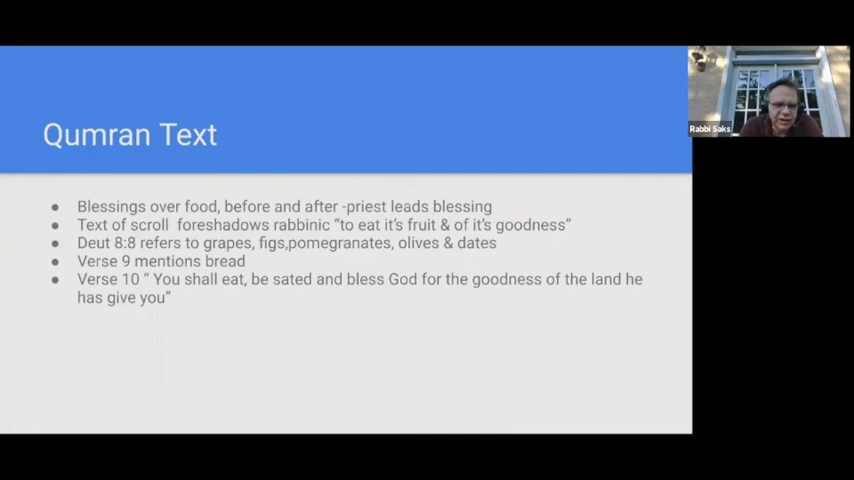 Qumran Text
Rabbi Saks
Blessings over food, before and after -priest leads blessing
Text of scroll foreshadows rabbinic “to eat it's fruit & of it's goodness”
Deut 8:8 refers to grapes, figs,pomegranates, olives & dates
Verse 9 mentions bread
Verse 10 “ You shall eat, be sated and bless God for the goodness of the land he
has give you”